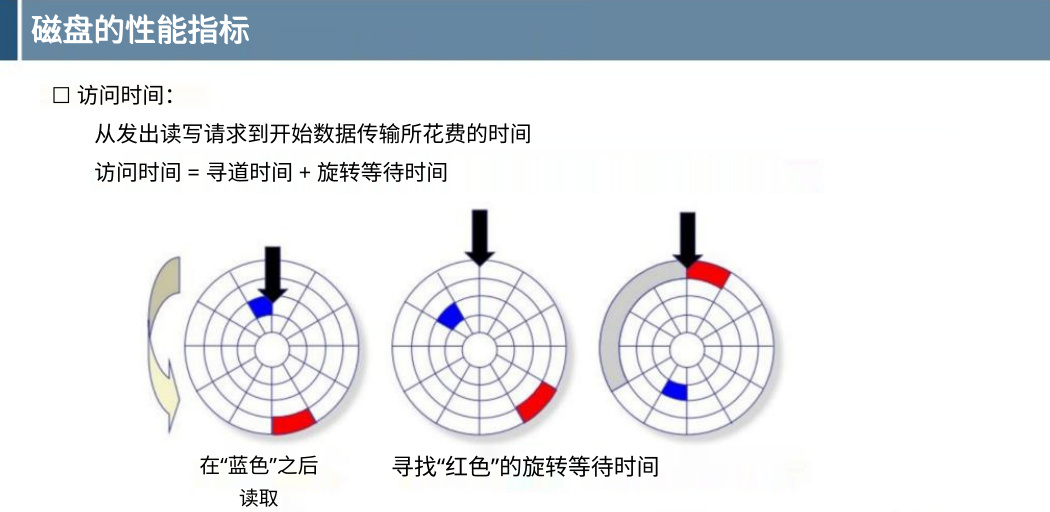 磁盘的性能指标
□ 访问时间：
从发出读写请求到开始数据传输所花费的时间
访问时间 = 寻道时间 + 旋转等待时间
在“蓝色”之后
读取
寻找“红色”的旋转等待时间